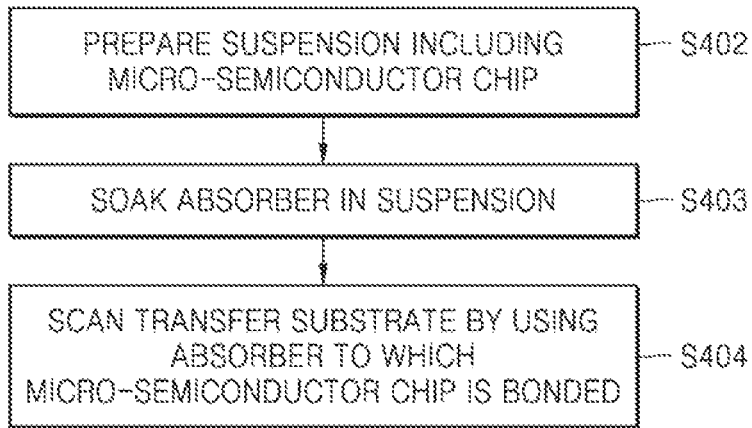 PREPARE SUSPENSION INCLUDING
MICRO-SEMICONDUCTOR CHIP
S402
SOAK ABSORBER IN SUSPENSION
S403
SCAN TRANSFER SUBSTRATE BY USING
ABSORBER TO WHICH
MICRO-SEMICONDUCTOR CHIP IS BONDED
S404